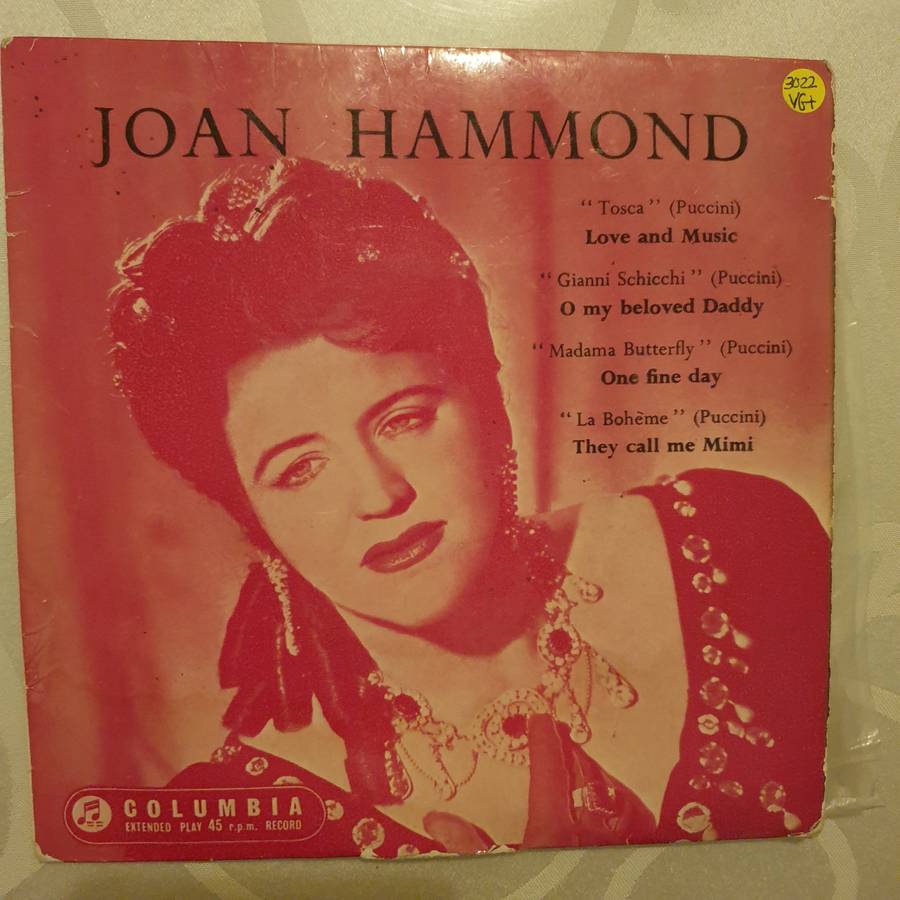 3022
VG+
JOAN HAMMOND
“ Tosca ” (Puccini)
Love and Music
“ Gianni Schicchi ” (Puccini)
O my beloved Daddy
“ Madama Butterfly ” (Puccini)
One fine day
“ La Bohème ” (Puccini)
They call me Mimi
COLUMBIA
EXTENDED PLAY 45 r.p.m. RECORD